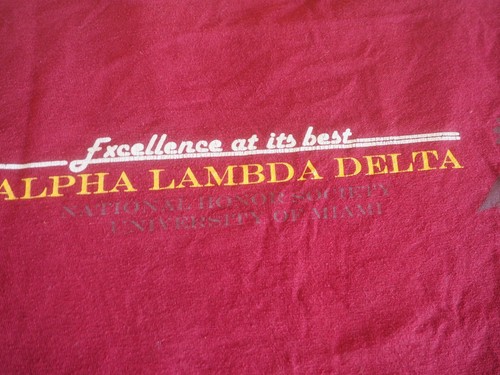 Excellence at its best
ALPHA LAMBDA DELTA
NATIONAL HONOR SOCIETY
UNIVERSITY OF MIAMI